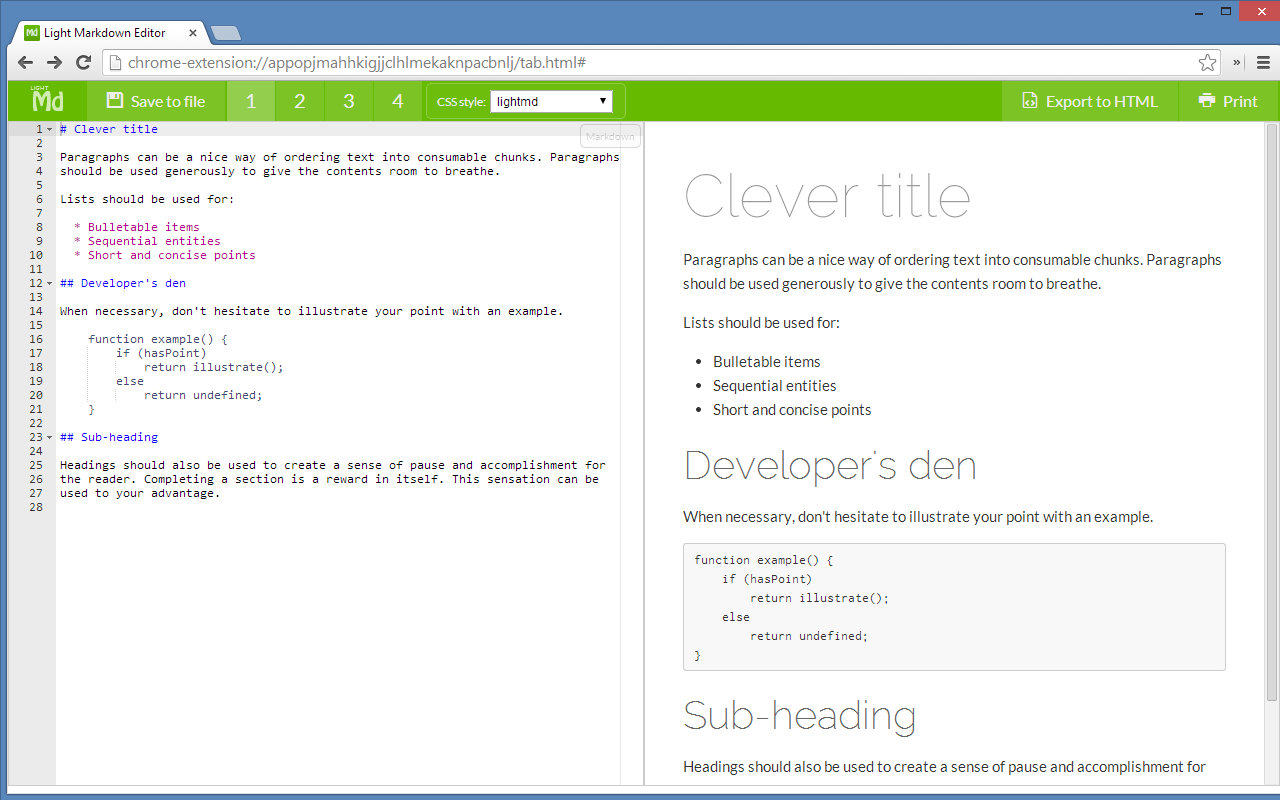 Light Markdown Editor
chrome-extension://appopjmahhkigjjclhlmekaknpacbnlj/tab.html#
»
LIGHT
Md
Save to file
1
2
3
4
CSS style:
lightmd
Export to HTML
Print
Markdown
1 # Clever title
2
3 Paragraphs can be a nice way of ordering text into consumable chunks. Paragraphs
4 should be used generously to give the contents room to breathe.
5
6 Lists should be used for:
7
8 * Bulletable items
9 * Sequential entities
10 * Short and concise points
11
12 ## Developer's den
13
14 When necessary, don't hesitate to illustrate your point with an example.
15
16 function example() {
17 if (hasPoint)
18 return illustrate();
19 else
20 return undefined;
21 }
22
23 ## Sub-heading
24
25 Headings should also be used to create a sense of pause and accomplishment for
26 the reader. Completing a section is a reward in itself. This sensation can be
27 used to your advantage.
28
Clever title
Paragraphs can be a nice way of ordering text into consumable chunks. Paragraphs
should be used generously to give the contents room to breathe.
Lists should be used for:
• Bulletable items
• Sequential entities
• Short and concise points
Developer's den
When necessary, don't hesitate to illustrate your point with an example.
function example() {
if (hasPoint)
return illustrate();
else
return undefined;
}
Sub-heading
Headings should also be used to create a sense of pause and accomplishment for